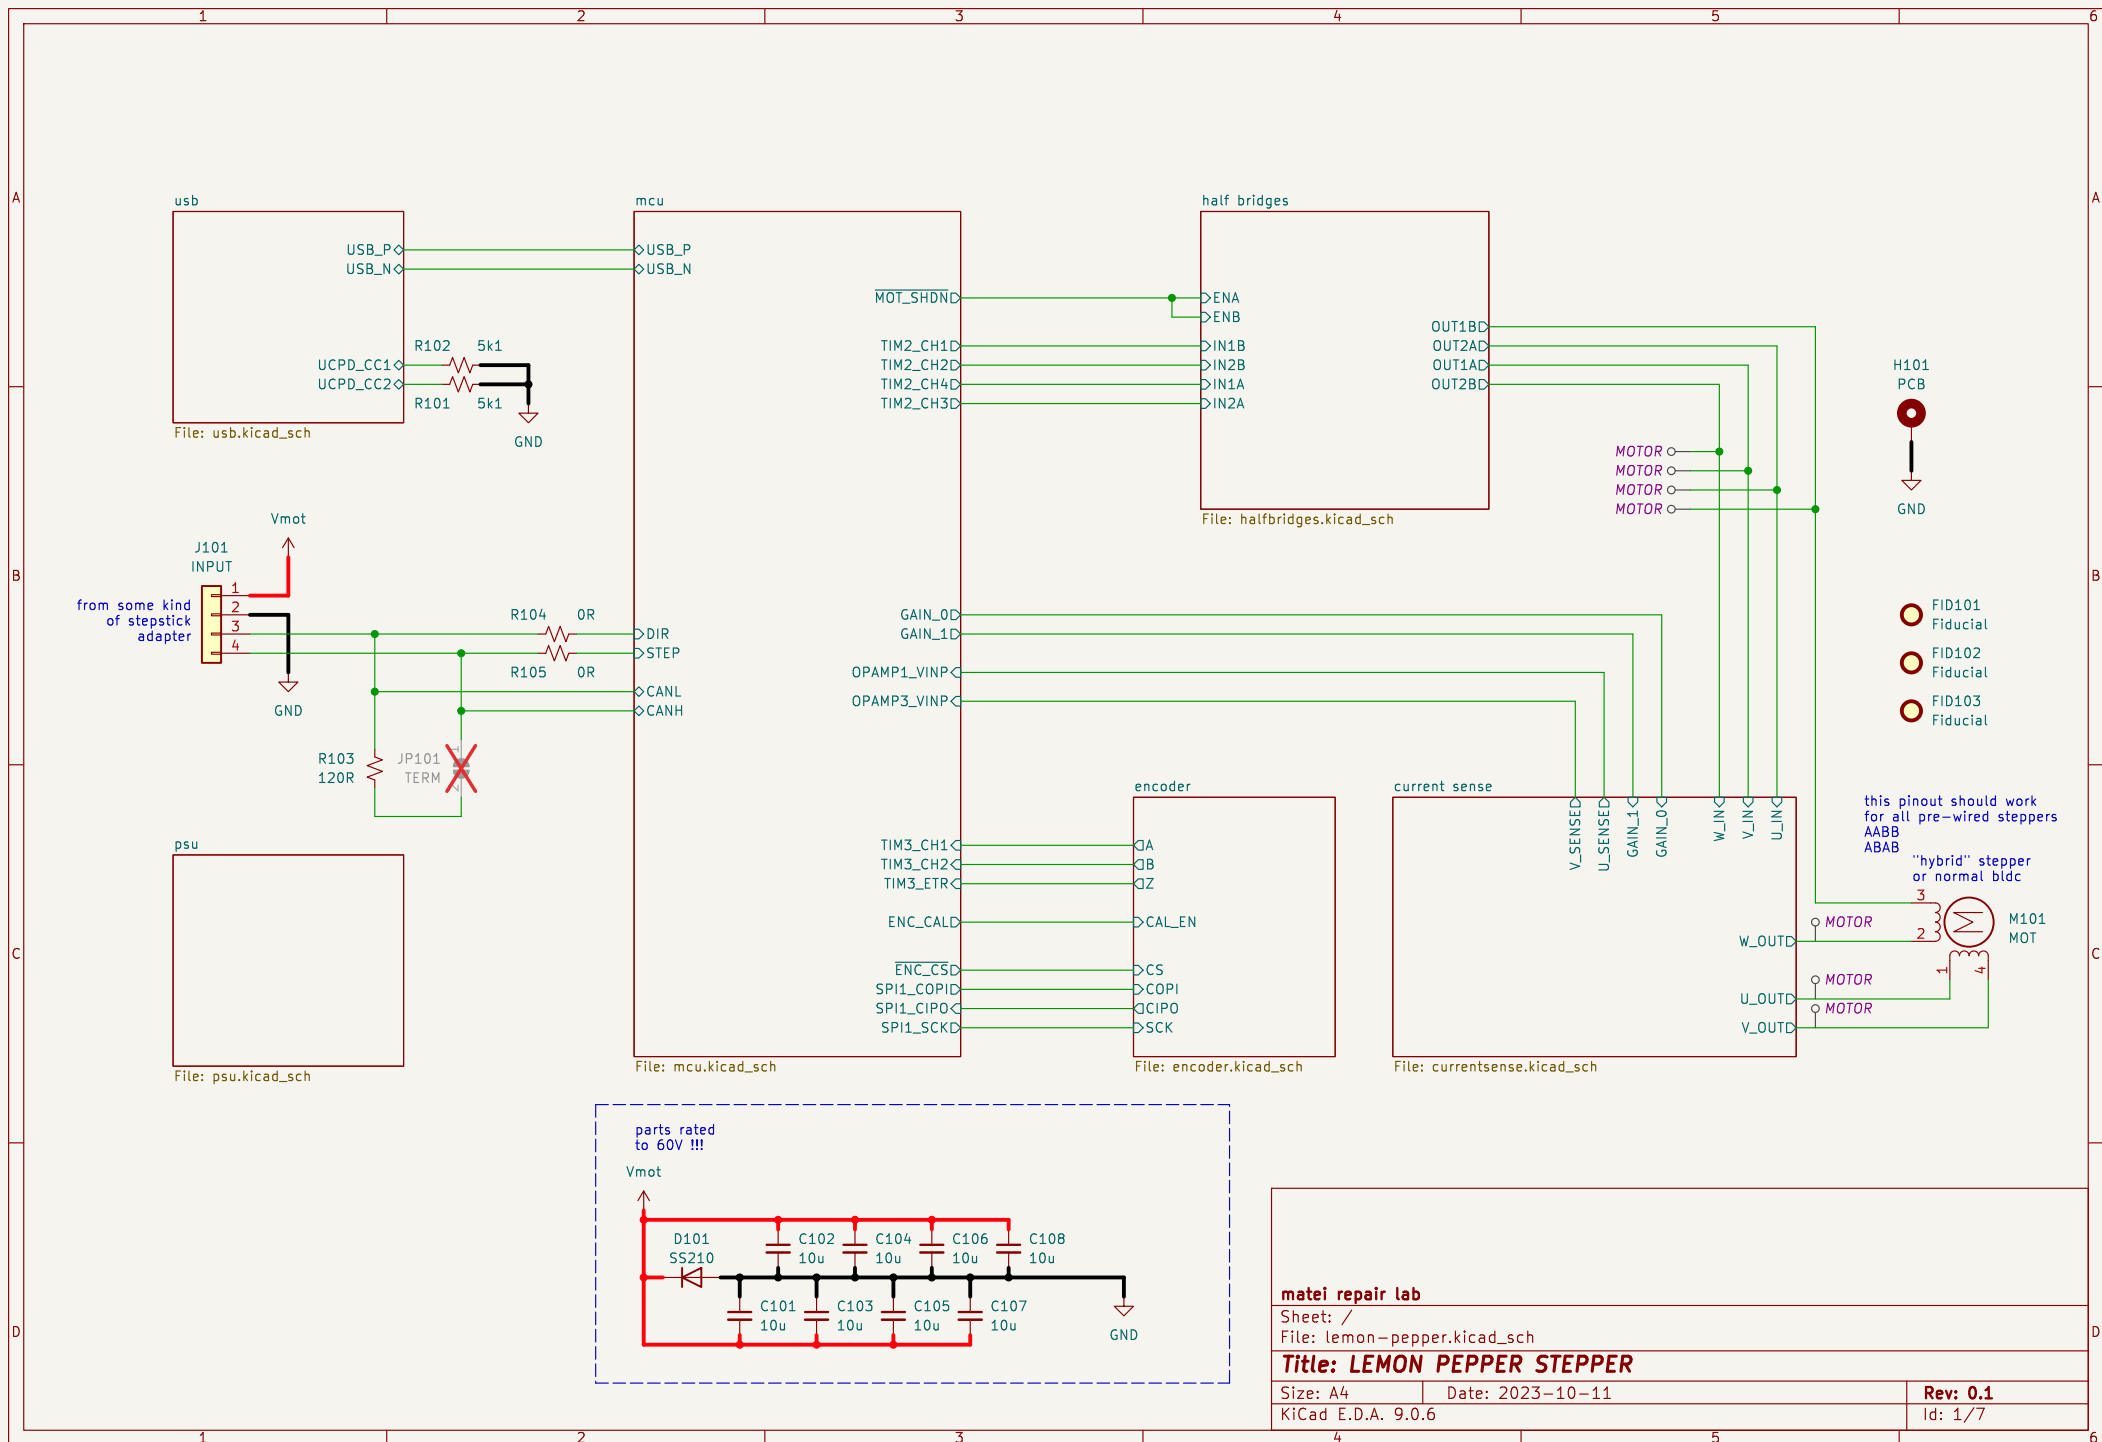 1 2 3 4 5 6
A A
usb
USB_P
USB_N
UCPD_CC1
UCPD_CC2
File: usb.kicad_sch
R102 5k1
R101 5k1
GND
mcu
USB_P
USB_N
MOT_SHDN
TIM2_CH1
TIM2_CH2
TIM2_CH4
TIM2_CH3
half bridges
ENA
ENB
IN1B
IN2B
IN1A
IN2A
OUT1B
OUT2A
OUT1A
OUT2B
File: halfbridges.kicad_sch
MOTOR
MOTOR
MOTOR
MOTOR
H101
PCB
GND
B B
Vmot
J101
INPUT
1
2
3
4
from some kind
of stepstick
adapter
GND
R104 0R
R105 0R
DIR
STEP
CANL
CANH
R103
120R
JP101
TERM
1
2
GAIN_0
GAIN_1
OPAMP1_VINP
OPAMP3_VINP
FID101
Fiducial
FID102
Fiducial
FID103
Fiducial
C C
psu
File: psu.kicad_sch
TIM3_CH1
TIM3_CH2
TIM3_ETR
ENC_CAL
ENC_CS
SPI1_COPI
SPI1_CIPO
SPI1_SCK
File: mcu.kicad_sch
encoder
A
B
Z
CAL_EN
CS
COPI
CIPO
SCK
File: encoder.kicad_sch
current sense
V_SENSE
U_SENSE
GAIN_1
GAIN_0
W_IN
V_IN
U_IN
W_OUT
U_OUT
V_OUT
File: currentsense.kicad_sch
this pinout should work
for all pre-wired steppers
AABB
ABAB
"hybrid" stepper
or normal bldc
3
2
1
4
M101
MOT
MOTOR
MOTOR
MOTOR
D D
parts rated
to 60V !!!
Vmot
D101
SS210
C102
10u
C104
10u
C106
10u
C108
10u
C101
10u
C103
10u
C105
10u
C107
10u
GND
matei repair lab
Sheet: /
File: lemon-pepper.kicad_sch
Title: LEMON PEPPER STEPPER
Size: A4 Date: 2023-10-11 Rev: 0.1
KiCad E.D.A. 9.0.6 Id: 1/7
1 2 3 4 5 6